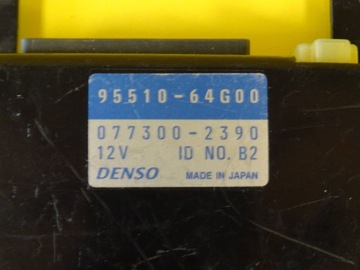 95510-64G00
077300-2390
12V ID NO. B2
DENSO MADE IN JAPAN